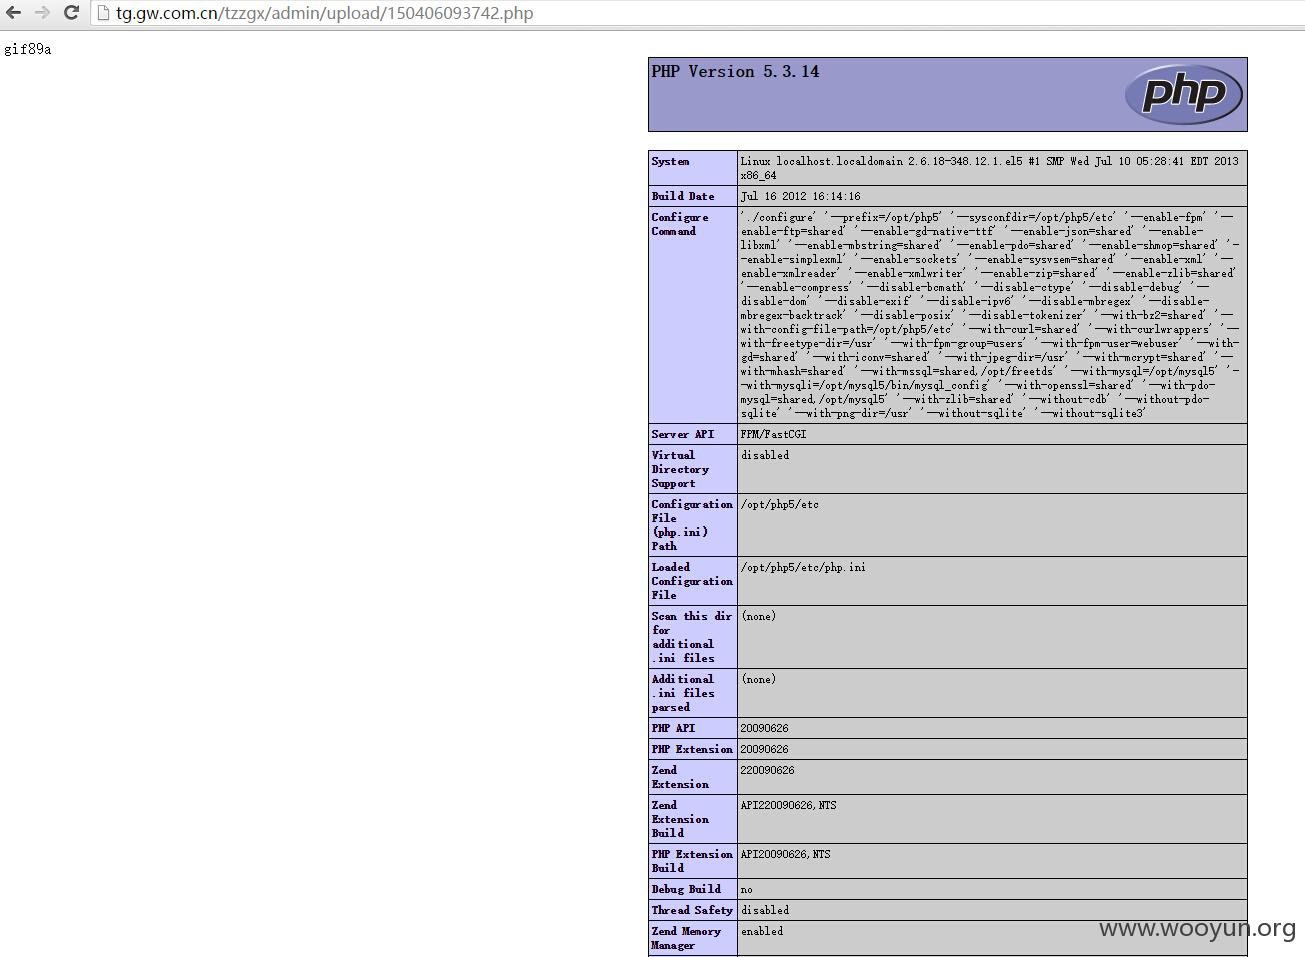 tg.gw.com.cn/tzzgx/admin/upload/150406093742.php
gif89a
PHP Version 5.3.14
php
System
Linux localhost.localdomain 2.6.18-348.12.1.el5 #1 SMP Wed Jul 10 05:28:41 EDT 2013
x86_64
Build Date
Jul 16 2012 16:14:16
Configure
Command
'./configure' '--prefix=/opt/php5' '--sysconfdir=/opt/php5/etc' '--enable-fpm' '--
enable-ftp=shared' '--enable-gd-native-ttf' '--enable-json=shared' '--enable-
libxml' '--enable-mbstring=shared' '--enable-pdo=shared' '--enable-shmop=shared' '-
-enable-simplexml' '--enable-sockets' '--enable-sysvsem=shared' '--enable-xml' '--
enable-xmlreader' '--enable-xmlwriter' '--enable-zip=shared' '--enable-zlib=shared'
'--enable-compress' '--disable-bcmath' '--disable-ctype' '--disable-debug' '--
disable-dom' '--disable-exif' '--disable-ipv6' '--disable-mbregex' '--disable-
mbregex-backtrack' '--disable-posix' '--disable-tokenizer' '--with-bz2=shared' '--
with-config-file-path=/opt/php5/etc' '--with-curl=shared' '--with-curlwrappers' '--
with-freetype-dir=/usr' '--with-fpm-group=users' '--with-fpm-user=webuser' '--with-
gd=shared' '--with-iconv=shared' '--with-jpeg-dir=/usr' '--with-mcrypt=shared' '--
with-mhash=shared' '--with-mssql=shared,/opt/freetds' '--with-mysql=/opt/mysql5' '-
-with-mysqli=/opt/mysql5/bin/mysql_config' '--with-openssl=shared' '--with-pdo-
mysql=shared,/opt/mysql5' '--with-zlib=shared' '--without-cdb' '--without-pdo-
sqlite' '--with-png-dir=/usr' '--without-sqlite' '--without-sqlite3'
Server API
FPM/FastCGI
Virtual
Directory
Support
disabled
Configuration
File
(php.ini)
Path
/opt/php5/etc
Loaded
Configuration
File
/opt/php5/etc/php.ini
Scan this dir
for
additional
.ini files
(none)
Additional
.ini files
parsed
(none)
PHP API
20090626
PHP Extension
20090626
Zend
Extension
220090626
Zend
Extension
Build
API220090626,NTS
PHP Extension
Build
API20090626,NTS
Debug Build
no
Thread Safety
disabled
Zend Memory
Manager
enabled
www.wooyun.org